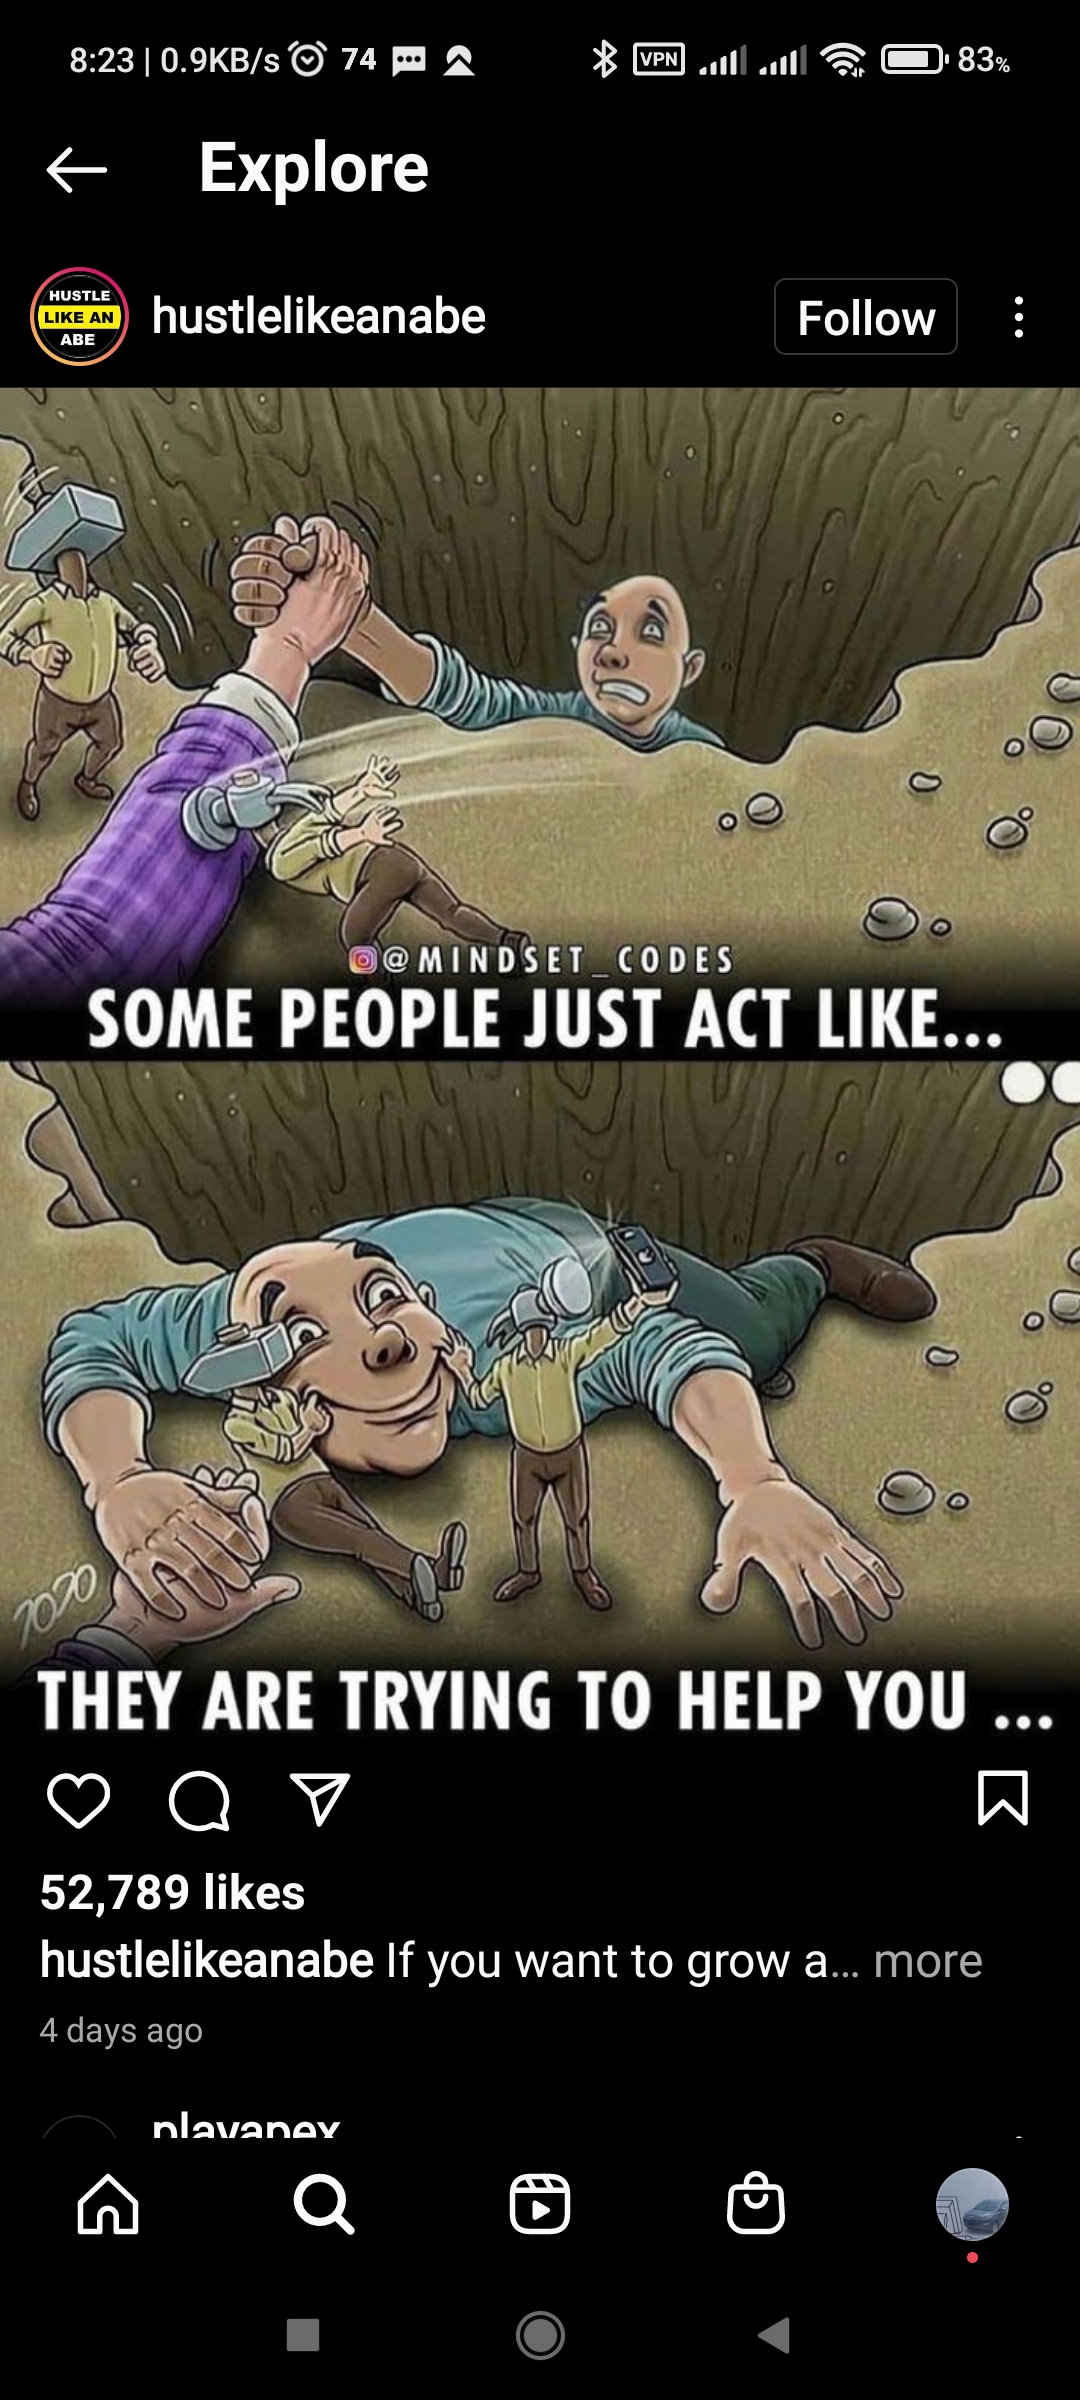 8:23 | 0.9KB/s 74 VPN 83%
Explore
HUSTLE
LIKE AN
ABE
hustlelikeanabe
Follow
@MINDSET_CODES
SOME PEOPLE JUST ACT LIKE...
THEY ARE TRYING TO HELP YOU ...
52,789 likes
hustlelikeanabe If you want to grow a... more
4 days ago
playapex